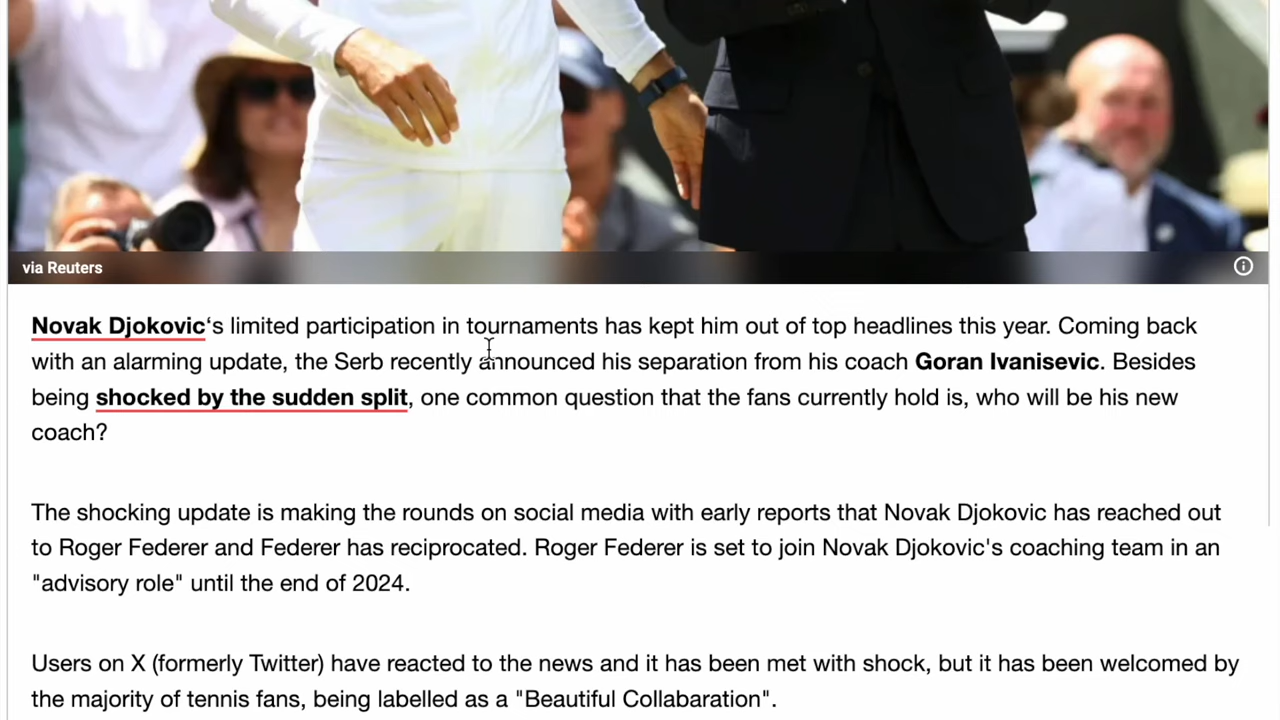 via Reuters
Novak Djokovic‘s limited participation in tournaments has kept him out of top headlines this year. Coming back
with an alarming update, the Serb recently announced his separation from his coach Goran Ivanisevic. Besides
being shocked by the sudden split, one common question that the fans currently hold is, who will be his new
coach?
The shocking update is making the rounds on social media with early reports that Novak Djokovic has reached out
to Roger Federer and Federer has reciprocated. Roger Federer is set to join Novak Djokovic's coaching team in an
"advisory role" until the end of 2024.
Users on X (formerly Twitter) have reacted to the news and it has been met with shock, but it has been welcomed by
the majority of tennis fans, being labelled as a "Beautiful Collabaration".